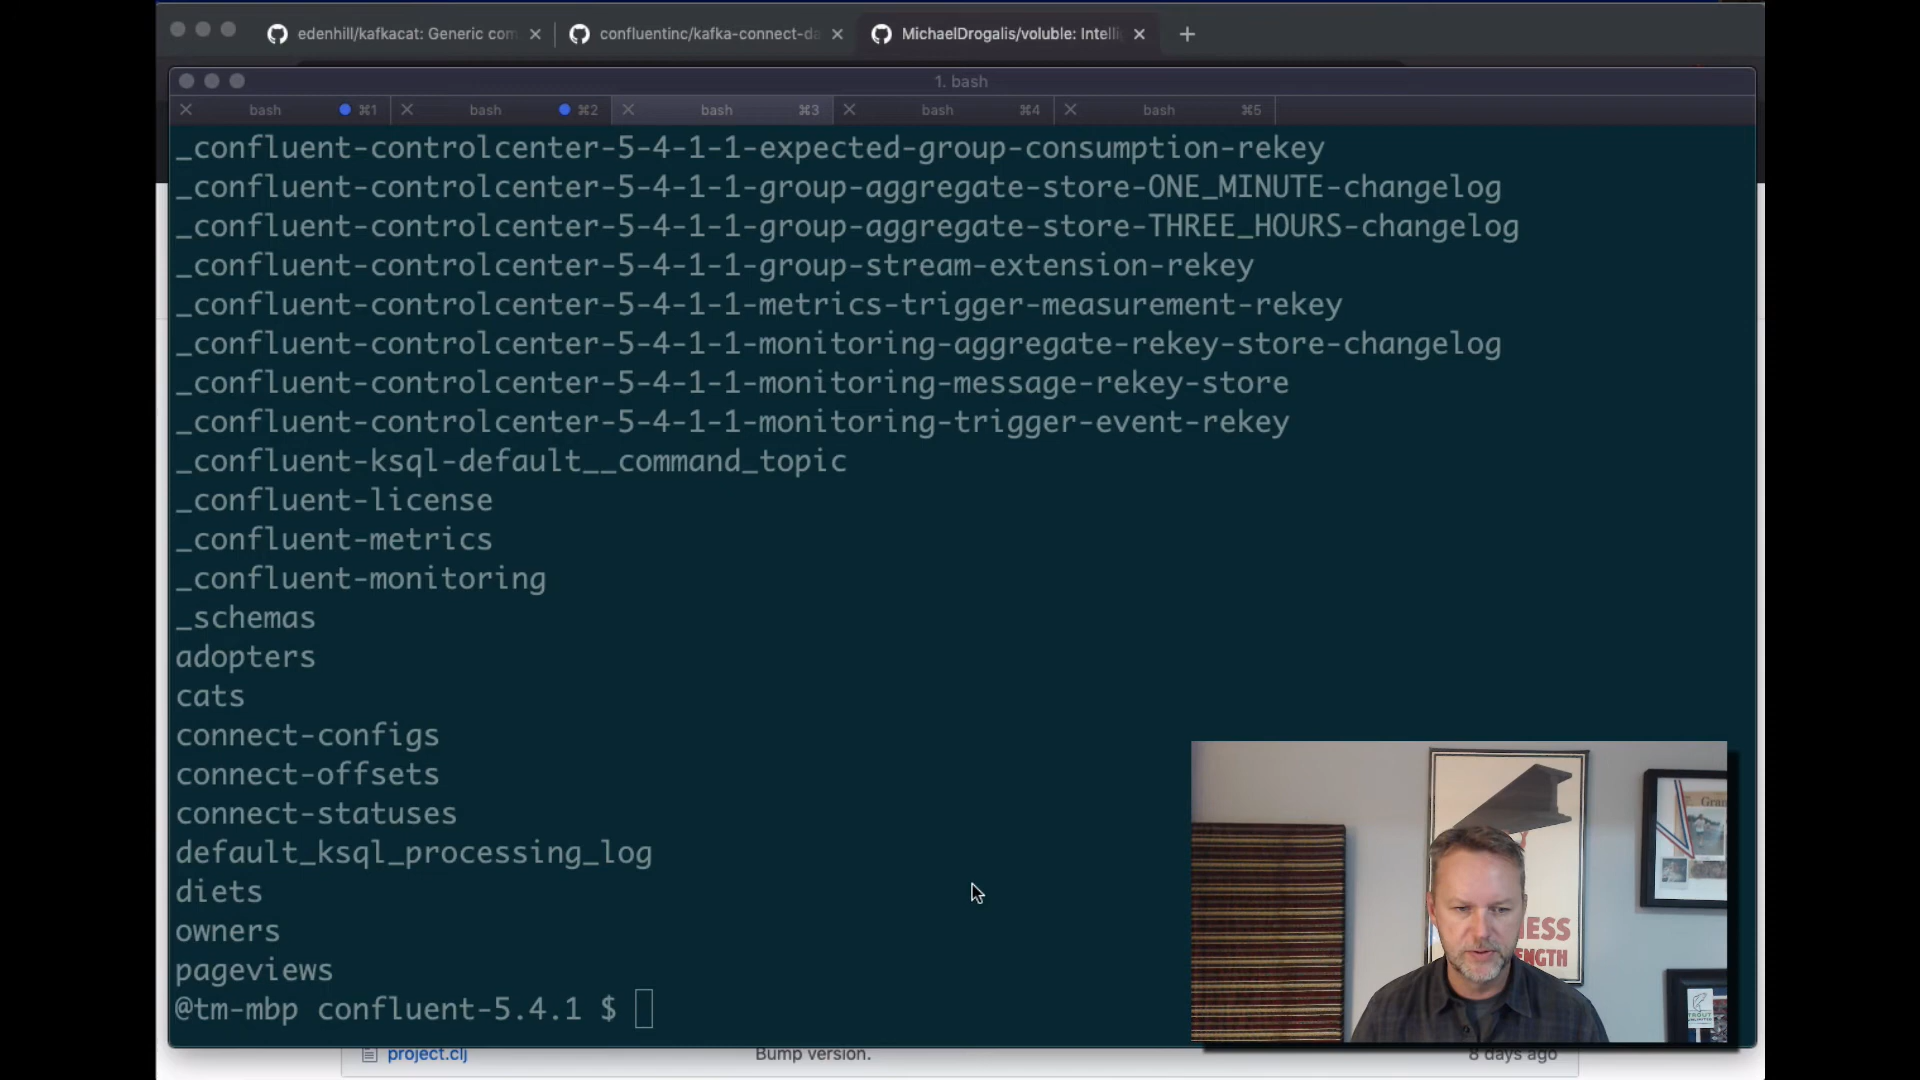 edenhill/kafkacat: Generic com
confluentinc/kafka-connect-da
MichaelDrogalis/voluble: Intelli
1. bash
bash ⌘1
bash ⌘2
bash ⌘3
bash ⌘4
bash ⌘5
_confluent-controlcenter-5-4-1-1-expected-group-consumption-rekey
_confluent-controlcenter-5-4-1-1-group-aggregate-store-ONE_MINUTE-changelog
_confluent-controlcenter-5-4-1-1-group-aggregate-store-THREE_HOURS-changelog
_confluent-controlcenter-5-4-1-1-group-stream-extension-rekey
_confluent-controlcenter-5-4-1-1-metrics-trigger-measurement-rekey
_confluent-controlcenter-5-4-1-1-monitoring-aggregate-rekey-store-changelog
_confluent-controlcenter-5-4-1-1-monitoring-message-rekey-store
_confluent-controlcenter-5-4-1-1-monitoring-trigger-event-rekey
_confluent-ksql-default__command_topic
_confluent-license
_confluent-metrics
_confluent-monitoring
_schemas
adopters
cats
connect-configs
connect-offsets
connect-statuses
default_ksql_processing_log
diets
owners
pageviews
@tm-mbp confluent-5.4.1 $
project.clj Bump version. 8 days ago
Gran
NESS
ENGTH
TROUT